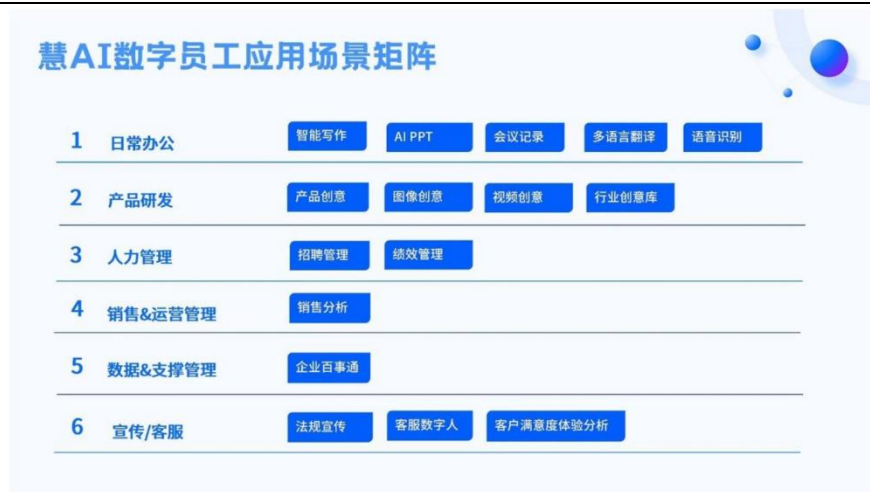 慧AI数字员工应用场景矩阵
1 日常办公 智能写作 AI PPT 会议记录 多语言翻译 语音识别
2 产品研发 产品创意 图像创意 视频创意 行业创意库
3 人力管理 招聘管理 绩效管理
4 销售&运营管理 销售分析
5 数据&支撑管理 企业百事通
6 宣传/客服 法规宣传 客服数字人 客户满意度体验分析